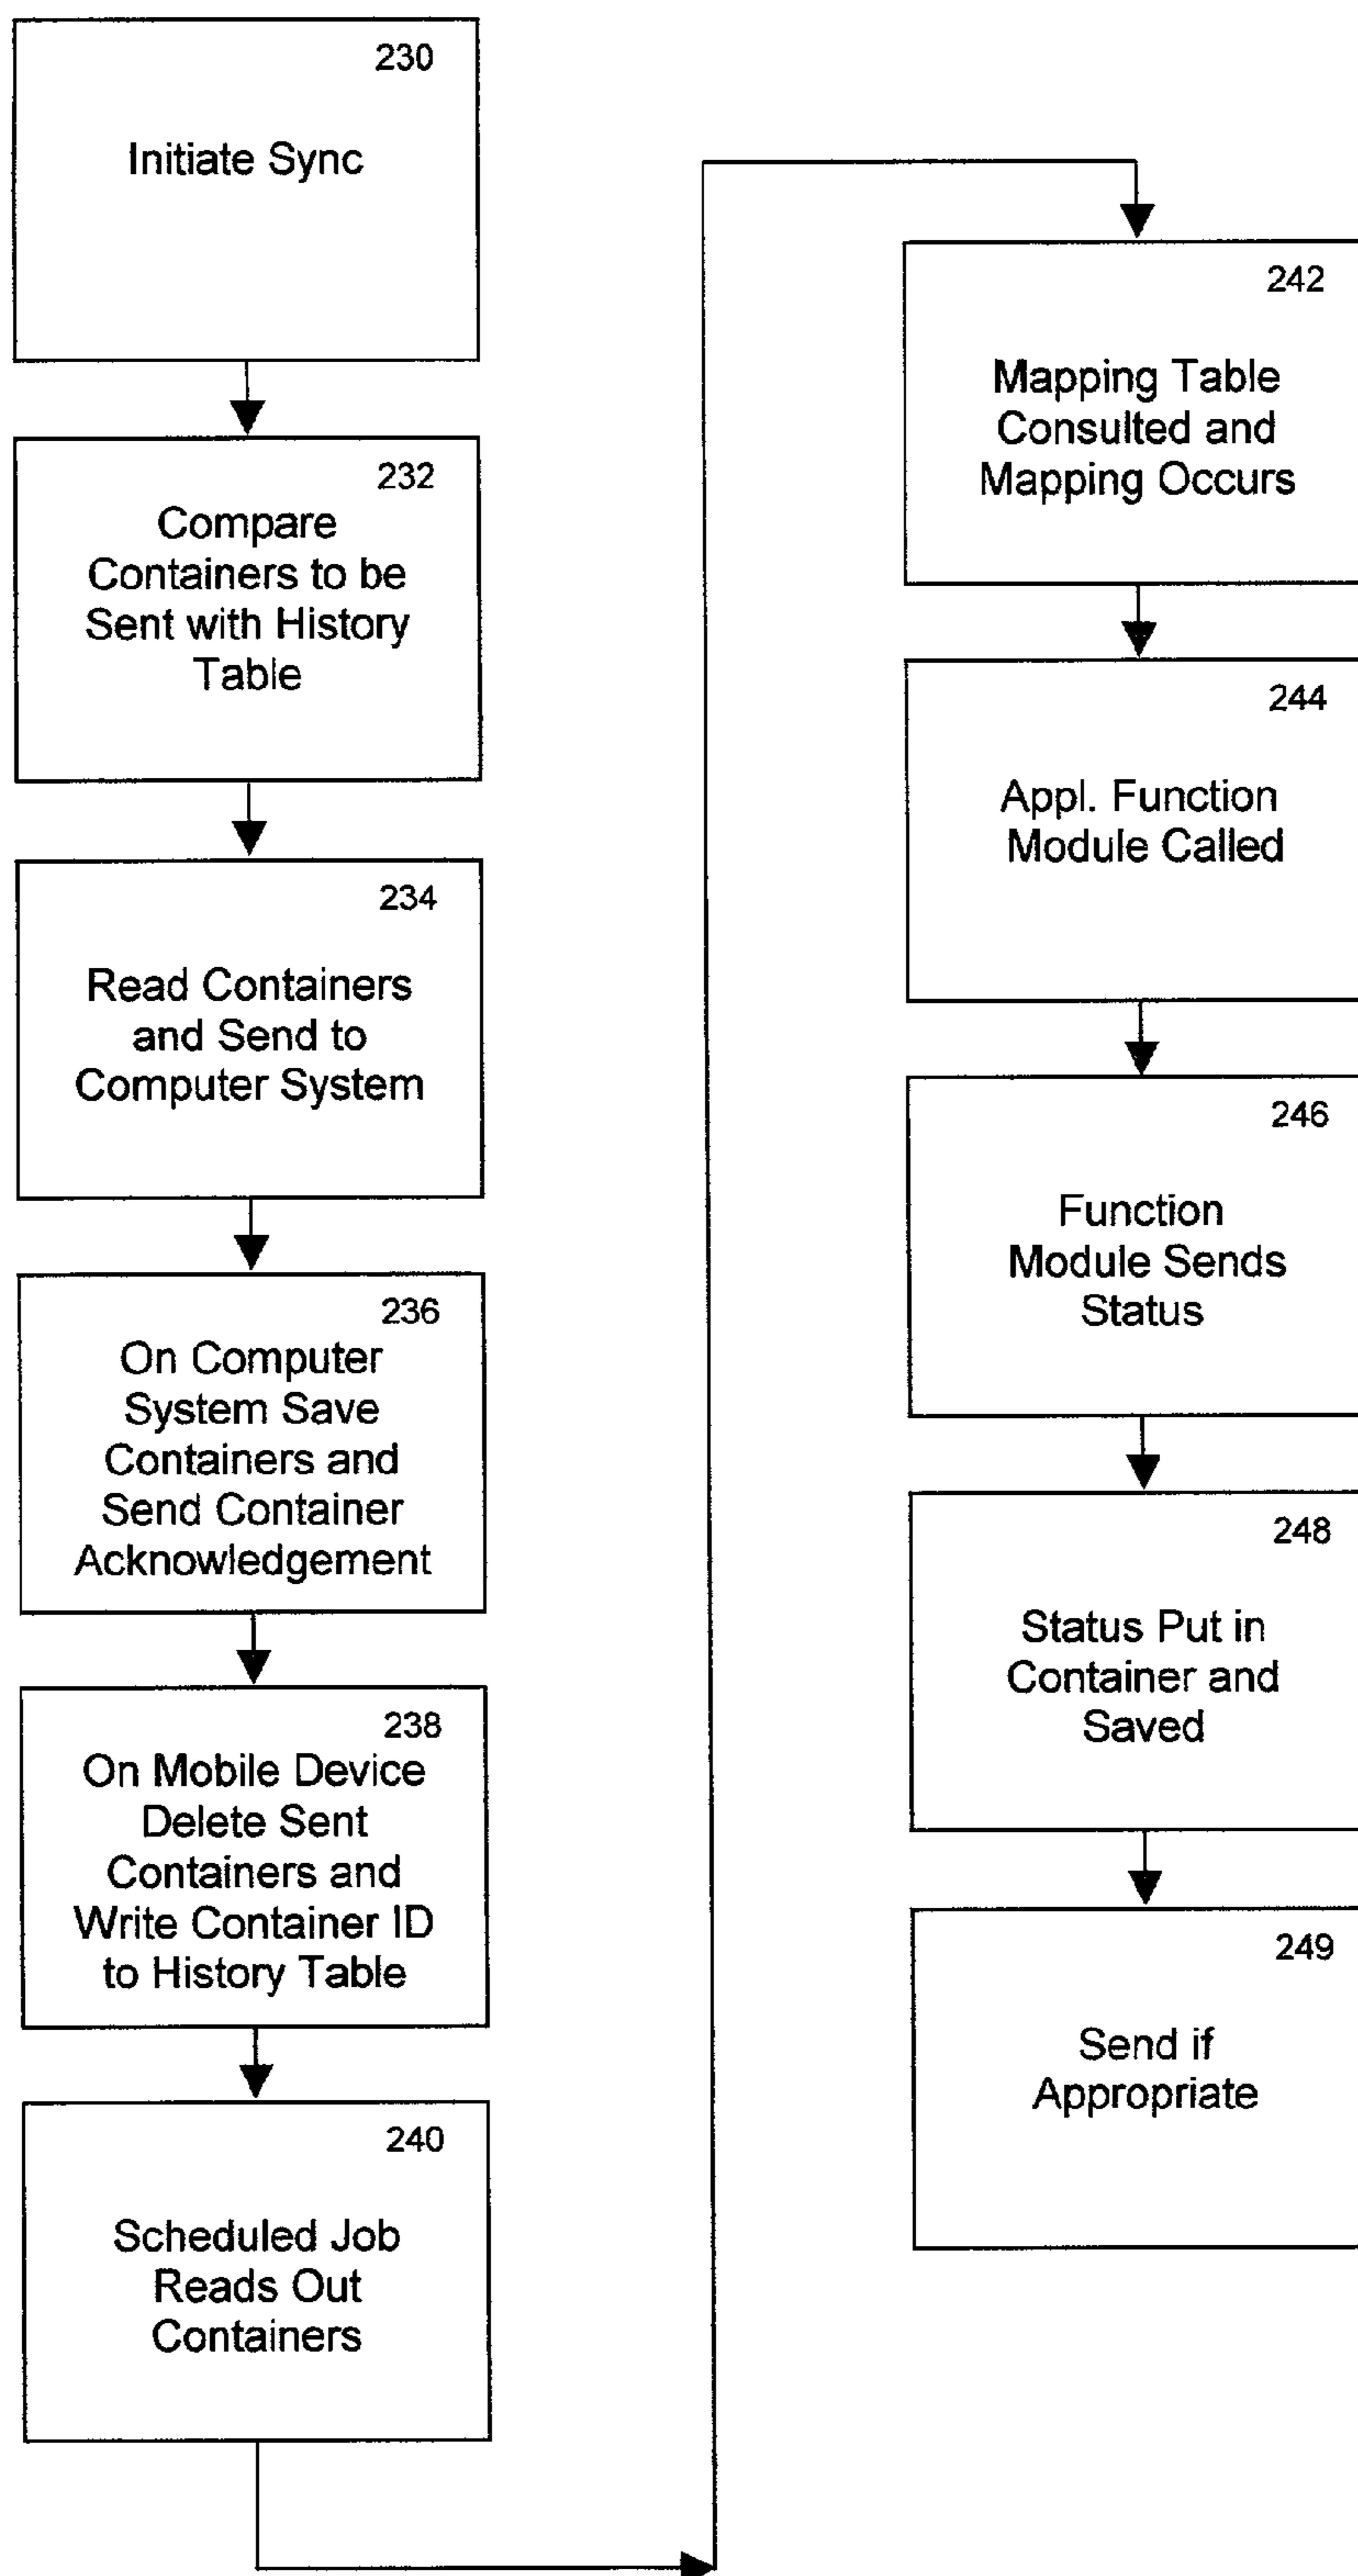 230
Initiate Sync
232
Compare
Containers to be
Sent with History
Table
234
Read Containers
and Send to
Computer System
236
On Computer
System Save
Containers and
Send Container
Acknowledgement
238
On Mobile Device
Delete Sent
Containers and
Write Container ID
to History Table
240
Scheduled Job
Reads Out
Containers
242
Mapping Table
Consulted and
Mapping Occurs
244
Appl. Function
Module Called
246
Function
Module Sends
Status
248
Status Put in
Container and
Saved
249
Send if
Appropriate